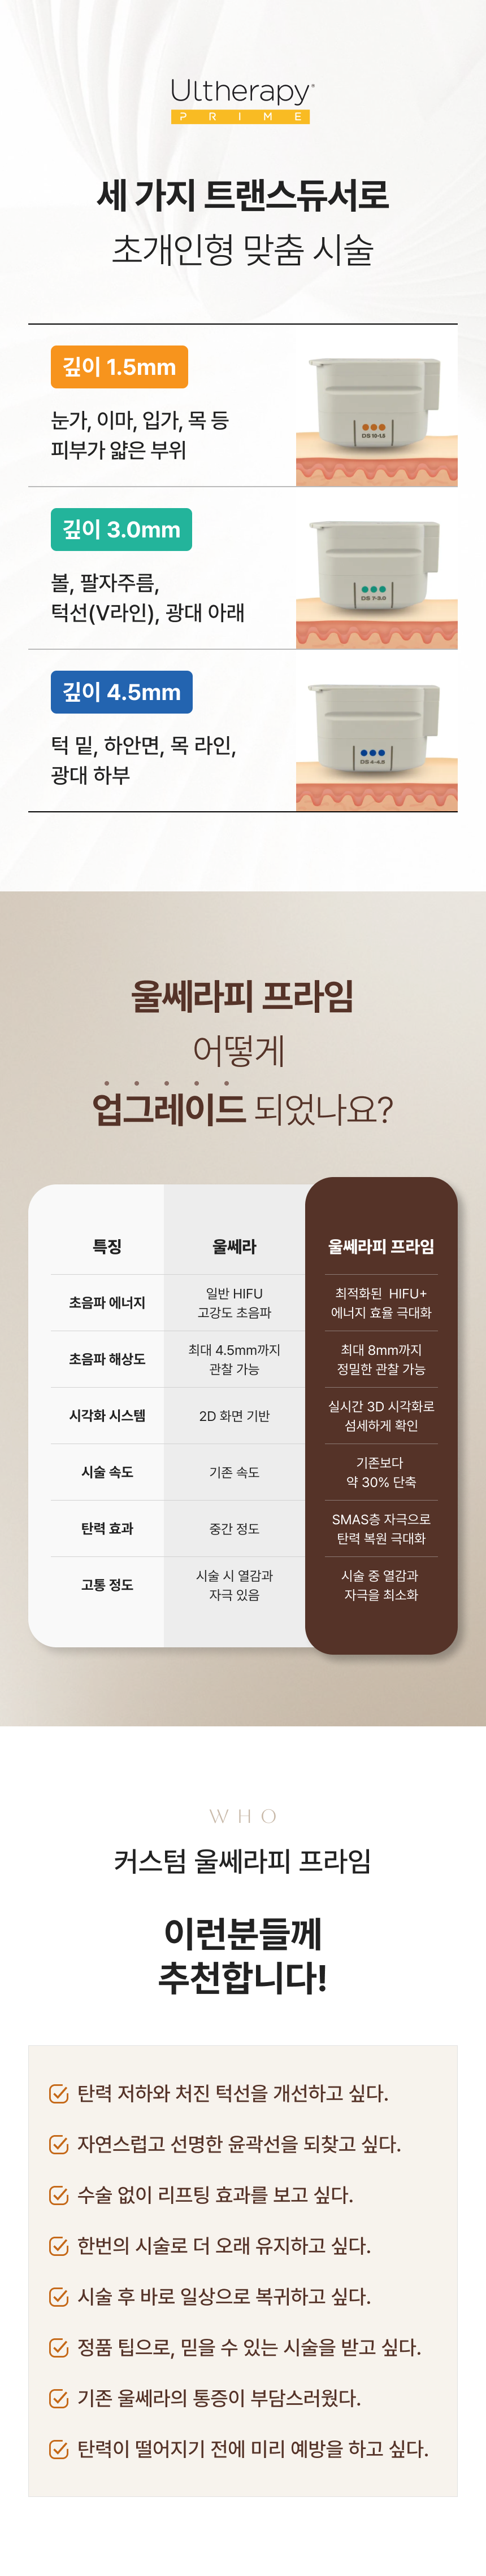 Ultherapy®
PRIME
세 가지 트랜스듀서로
초개인형 맞춤 시술
깊이 1.5mm
눈가, 이마, 입가, 목 등
피부가 얇은 부위
DS 10-1.5
깊이 3.0mm
볼, 팔자주름,
턱선(V라인), 광대 아래
DS 7-3.0
깊이 4.5mm
턱 밑, 하안면, 목 라인,
광대 하부
DS 4-4.5
울쎄라피 프라임
어떻게
업그레이드 되었나요?
특징 울쎄라 울쎄라피 프라임
초음파 에너지
일반 HIFU
고강도 초음파
최적화된 HIFU+
에너지 효율 극대화
초음파 해상도
최대 4.5mm까지
관찰 가능
최대 8mm까지
정밀한 관찰 가능
시각화 시스템
2D 화면 기반
실시간 3D 시각화로
섬세하게 확인
시술 속도
기존 속도
기존보다
약 30% 단축
탄력 효과
중간 정도
SMAS층 자극으로
탄력 복원 극대화
고통 정도
시술 시 열감과
자극 있음
시술 중 열감과
자극을 최소화
WHO
커스텀 울쎄라피 프라임
이런분들께
추천합니다!
탄력 저하와 처진 턱선을 개선하고 싶다.
자연스럽고 선명한 윤곽선을 되찾고 싶다.
수술 없이 리프팅 효과를 보고 싶다.
한번의 시술로 더 오래 유지하고 싶다.
시술 후 바로 일상으로 복귀하고 싶다.
정품 팁으로, 믿을 수 있는 시술을 받고 싶다.
기존 울쎄라의 통증이 부담스러웠다.
탄력이 떨어지기 전에 미리 예방을 하고 싶다.